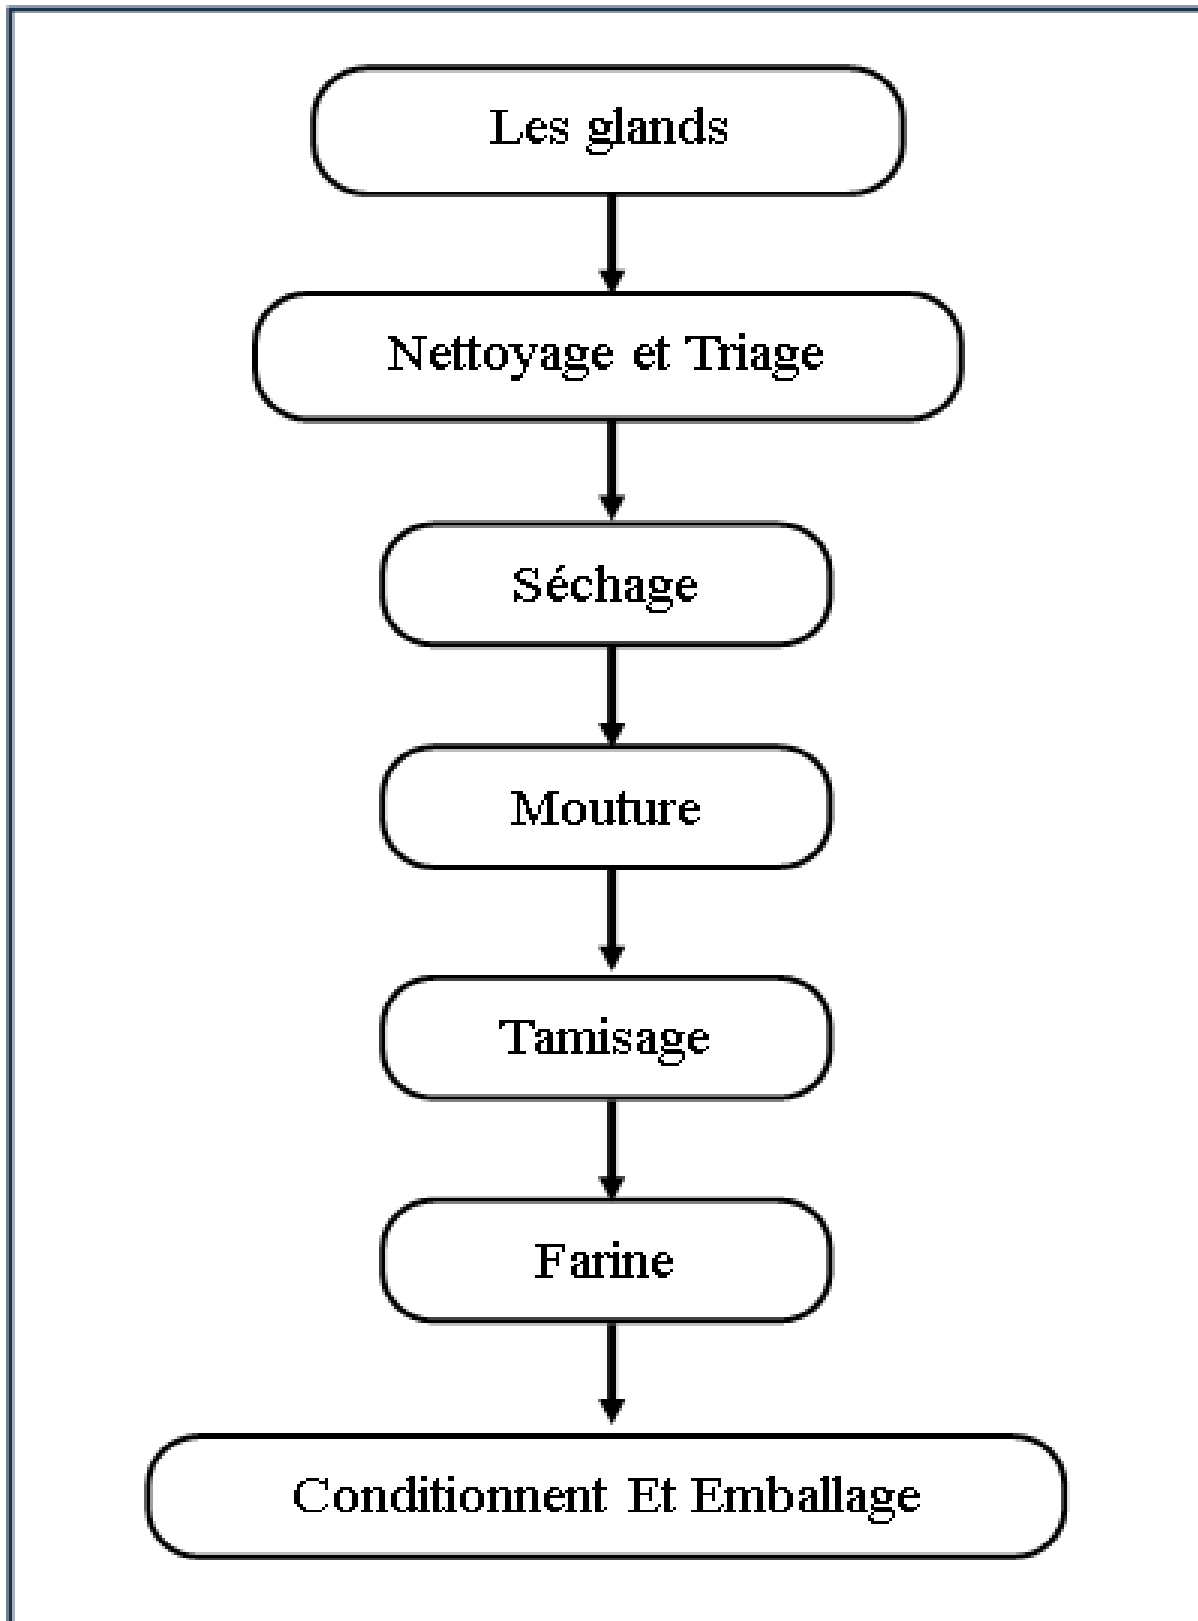 Les glands
Nettoyage et Triage
Séchage
Mouture
Tamisage
Farine
Conditionnent Et Emballage